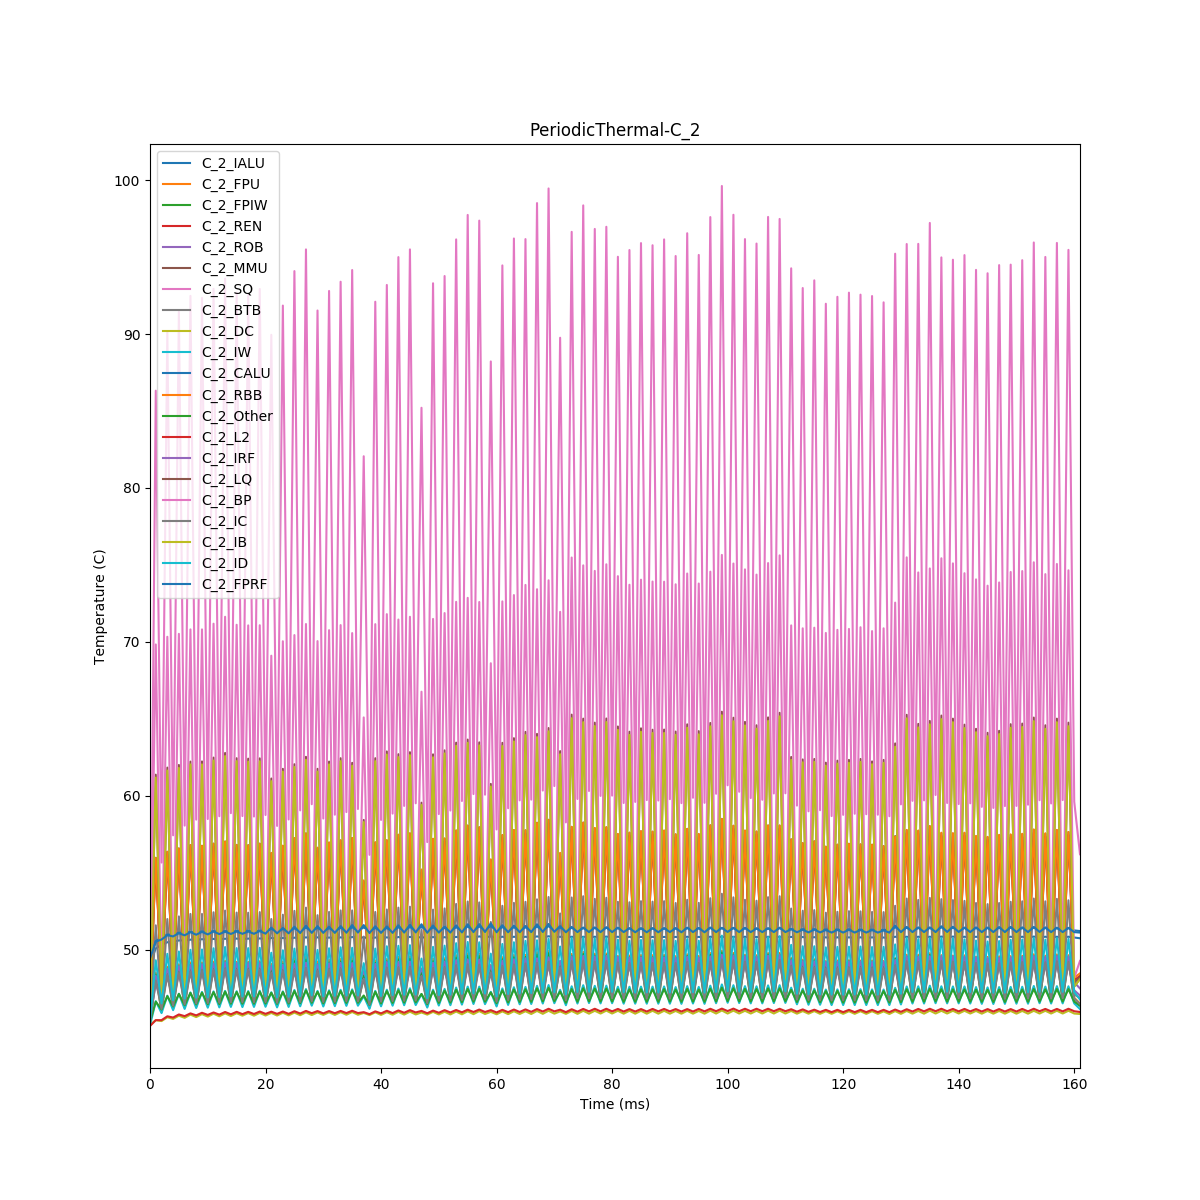 PeriodicThermal-C_2
C_2_IALU
C_2_FPU
C_2_FPIW
C_2_REN
C_2_ROB
C_2_MMU
C_2_SQ
C_2_BTB
C_2_DC
C_2_IW
C_2_CALU
C_2_RBB
C_2_Other
C_2_L2
C_2_IRF
C_2_LQ
C_2_BP
C_2_IC
C_2_IB
C_2_ID
C_2_FPRF
100
90
80
70
60
50
Temperature (C)
0 20 40 60 80 100 120 140 160
Time (ms)